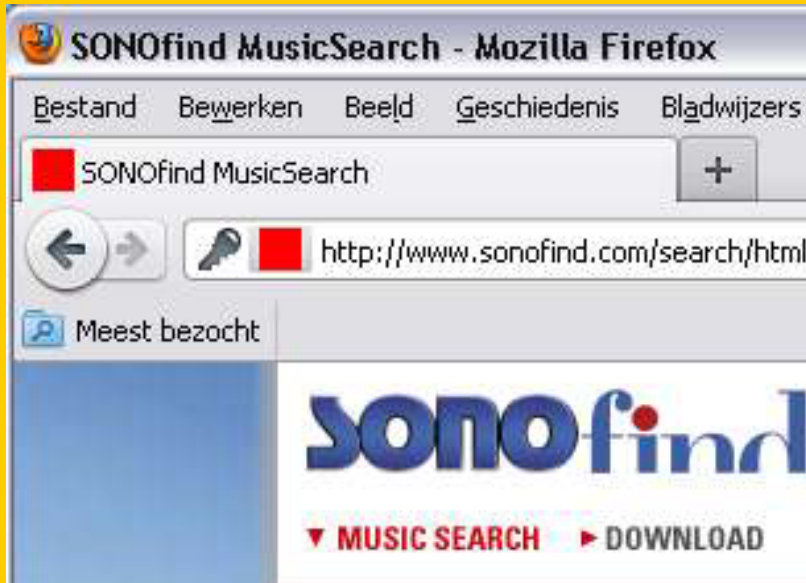 SONOfind MusicSearch - Mozilla Firefox
Bestand Bewerken Beeld Geschiedenis Bladwijzers
SONOfind MusicSearch
http://www.sonofind.com/search/html
Meest bezocht
sonofind
MUSIC SEARCH DOWNLOAD